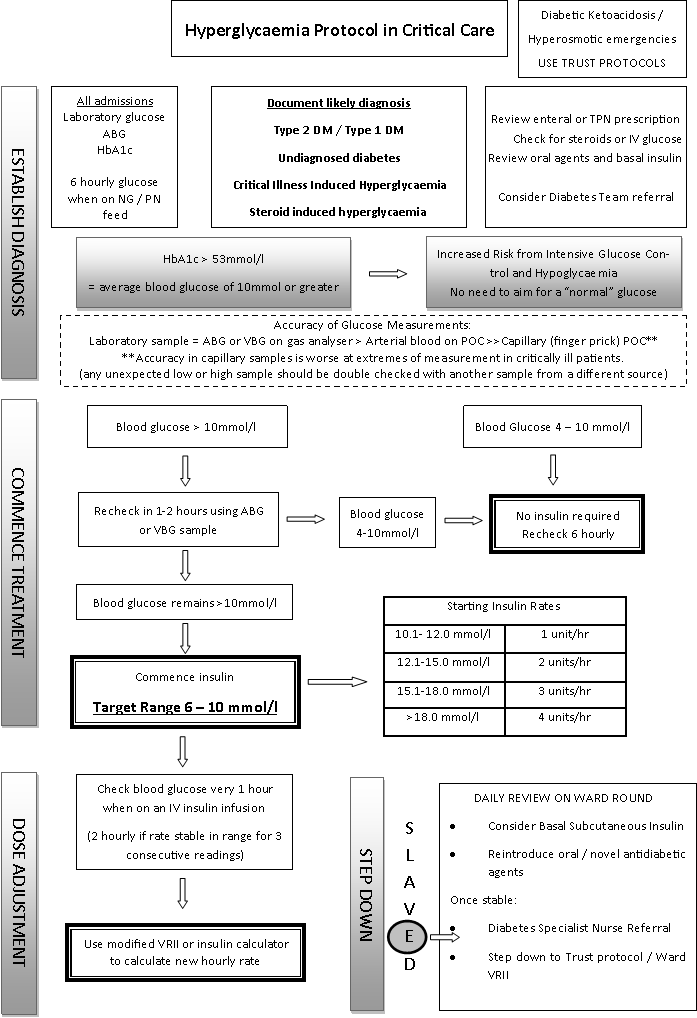 Hyperglycaemia Protocol in Critical Care
Diabetic Ketoacidosis /
Hyperosmotic emergencies
USE TRUST PROTOCOLS
ESTABLISH DIAGNOSIS
All admissions
Laboratory glucose
ABG
HbA1c
6 hourly glucose
when on NG / PN
feed
Document likely diagnosis
Type 2 DM / Type 1 DM
Undiagnosed diabetes
Critical Illness Induced Hyperglycaemia
Steroid induced hyperglycaemia
Review enteral or TPN prescription
Check for steroids or IV glucose
Review oral agents and basal insulin
Consider Diabetes Team referral
HbA1c > 53mmol/l
= average blood glucose of 10mmol or greater
Increased Risk from Intensive Glucose Con-
trol and Hypoglycaemia
No need to aim for a "normal" glucose
Accuracy of Glucose Measurements:
Laboratory sample = ABG or VBG on gas analyser > Arterial blood on POC >> Capillary (finger prick) POC**
**Accuracy in capillary samples is worse at extremes of measurement in critically ill patients.
(any unexpected low or high sample should be double checked with another sample from a different source)
COMMENCE TREATMENT
Blood glucose > 10mmol/l
Blood Glucose 4 – 10 mmol/l
Recheck in 1-2 hours using ABG
or VBG sample
Blood glucose
4-10mmol/l
No insulin required
Recheck 6 hourly
Blood glucose remains >10mmol/l
Commence insulin
Target Range 6 – 10 mmol/l
Starting Insulin Rates
10.1- 12.0 mmol/l 1 unit/hr
12.1-15.0 mmol/l 2 units/hr
15.1-18.0 mmol/l 3 units/hr
>18.0 mmol/l 4 units/hr
DOSE ADJUSTMENT
Check blood glucose very 1 hour
when on an IV insulin infusion
(2 hourly if rate stable in range for 3
consecutive readings)
Use modified VRII or insulin calculator
to calculate new hourly rate
STEP DOWN
S
L
A
V
E
D
DAILY REVIEW ON WARD ROUND
• Consider Basal Subcutaneous Insulin
• Reintroduce oral / novel antidiabetic
agents
Once stable:
• Diabetes Specialist Nurse Referral
• Step down to Trust protocol / Ward
VRII